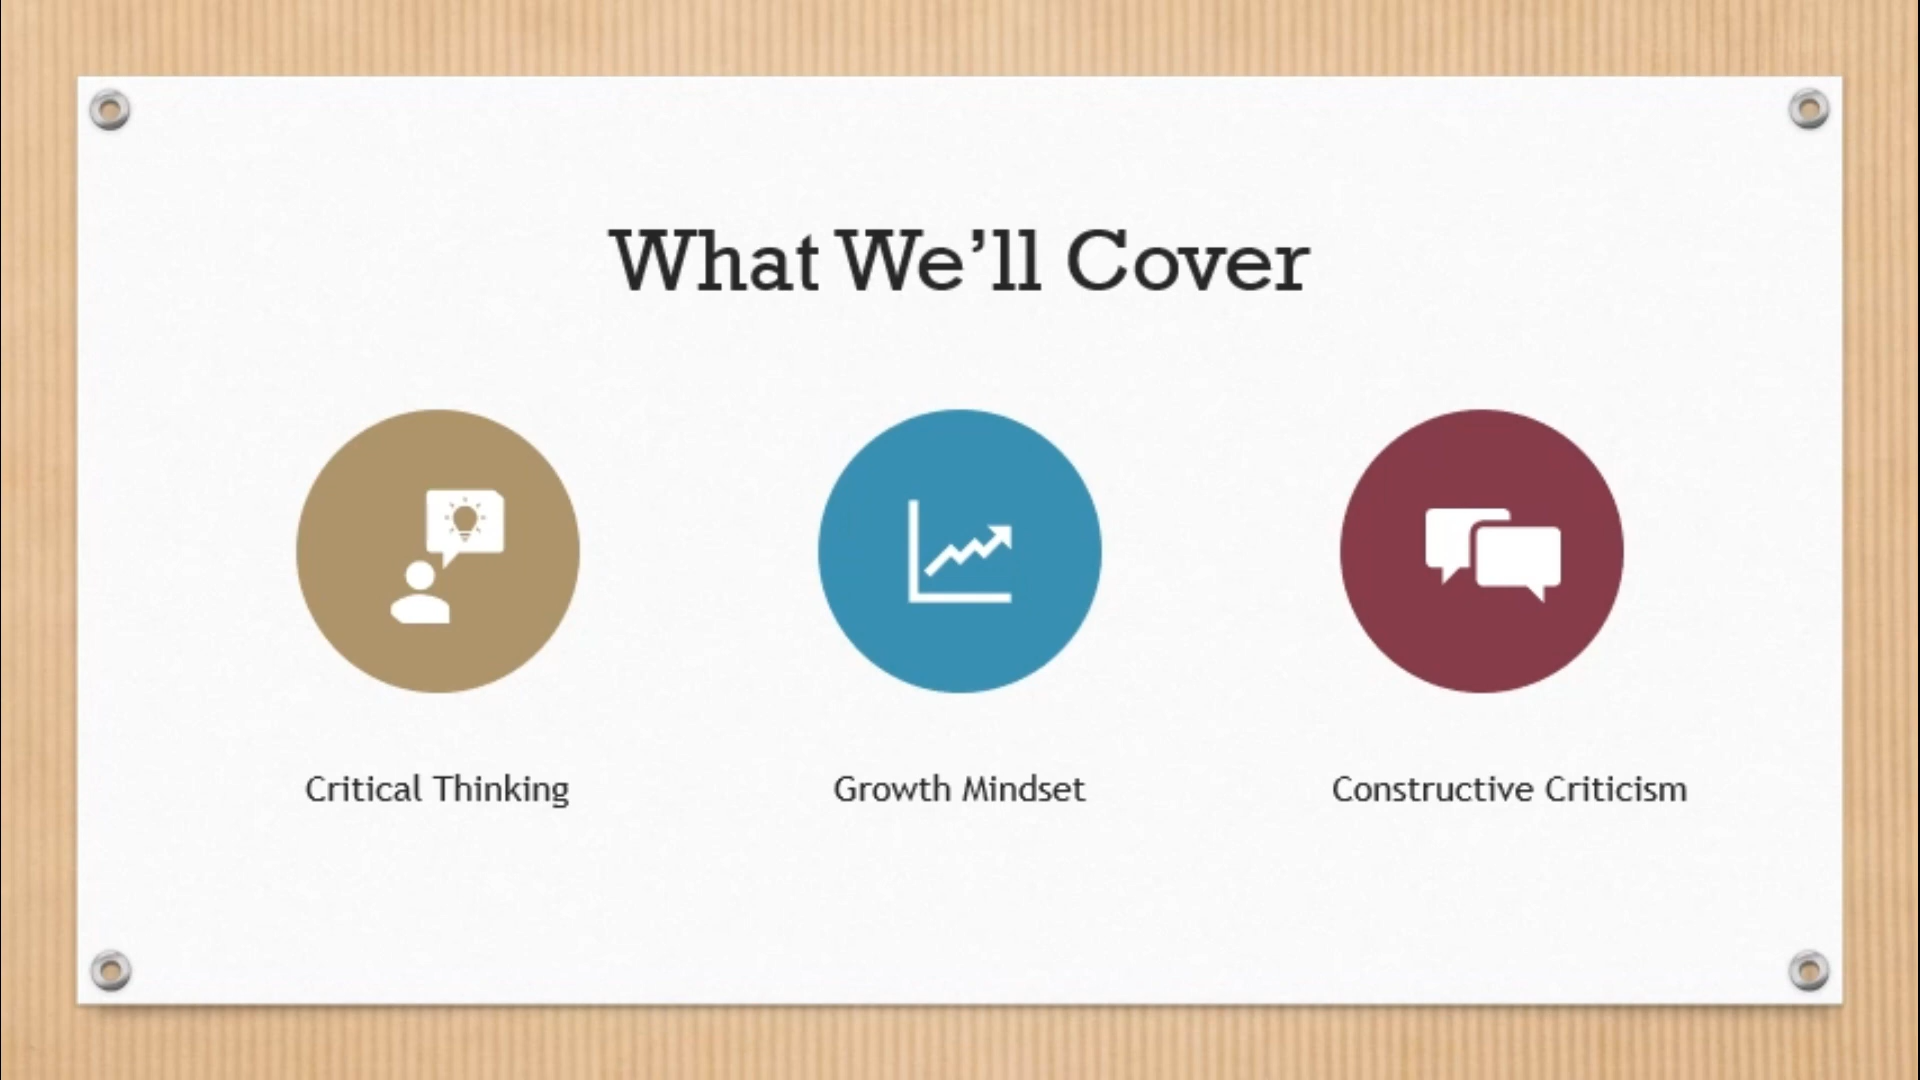 What We’ll Cover
Critical Thinking
Growth Mindset
Constructive Criticism